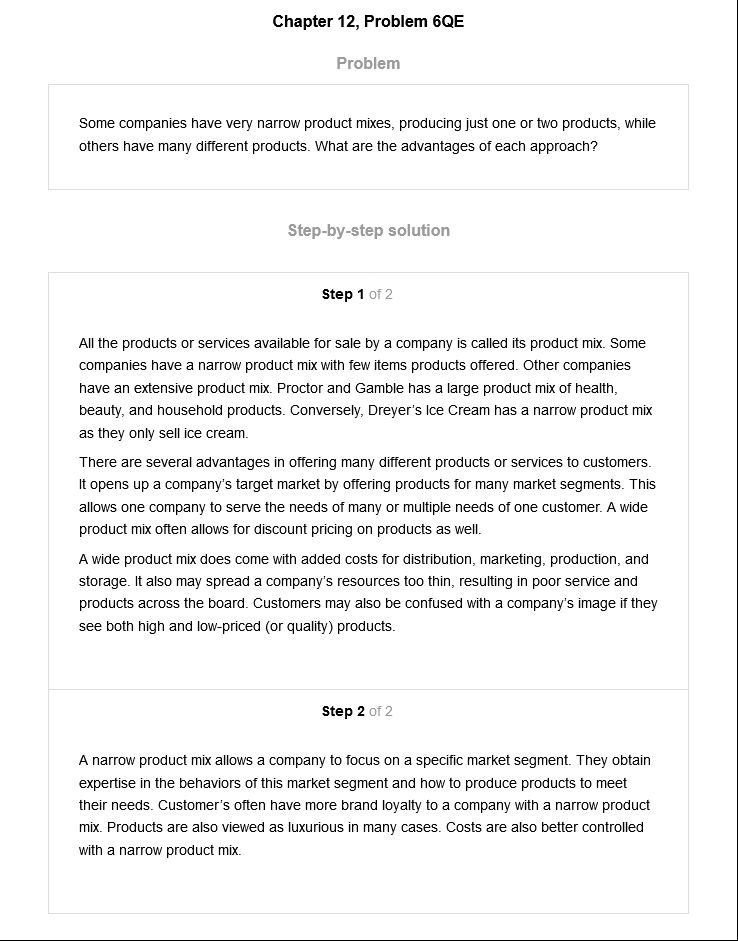 Chapter 12, Problem 6QE
Problem
Some companies have very narrow product mixes, producing just one or two products, while
others have many different products. What are the advantages of each approach?
Step-by-step solution
Step 1 of 2
All the products or services available for sale by a company is called its product mix. Some
companies have a narrow product mix with few items products offered. Other companies
have an extensive product mix. Proctor and Gamble has a large product mix of health,
beauty, and household products. Conversely, Dreyer’s Ice Cream has a narrow product mix
as they only sell ice cream.
There are several advantages in offering many different products or services to customers.
It opens up a company’s target market by offering products for many market segments. This
allows one company to serve the needs of many or multiple needs of one customer. A wide
product mix often allows for discount pricing on products as well.
A wide product mix does come with added costs for distribution, marketing, production, and
storage. It also may spread a company’s resources too thin, resulting in poor service and
products across the board. Customers may also be confused with a company’s image if they
see both high and low-priced (or quality) products.
Step 2 of 2
A narrow product mix allows a company to focus on a specific market segment. They obtain
expertise in the behaviors of this market segment and how to produce products to meet
their needs. Customer’s often have more brand loyalty to a company with a narrow product
mix. Products are also viewed as luxurious in many cases. Costs are also better controlled
with a narrow product mix.